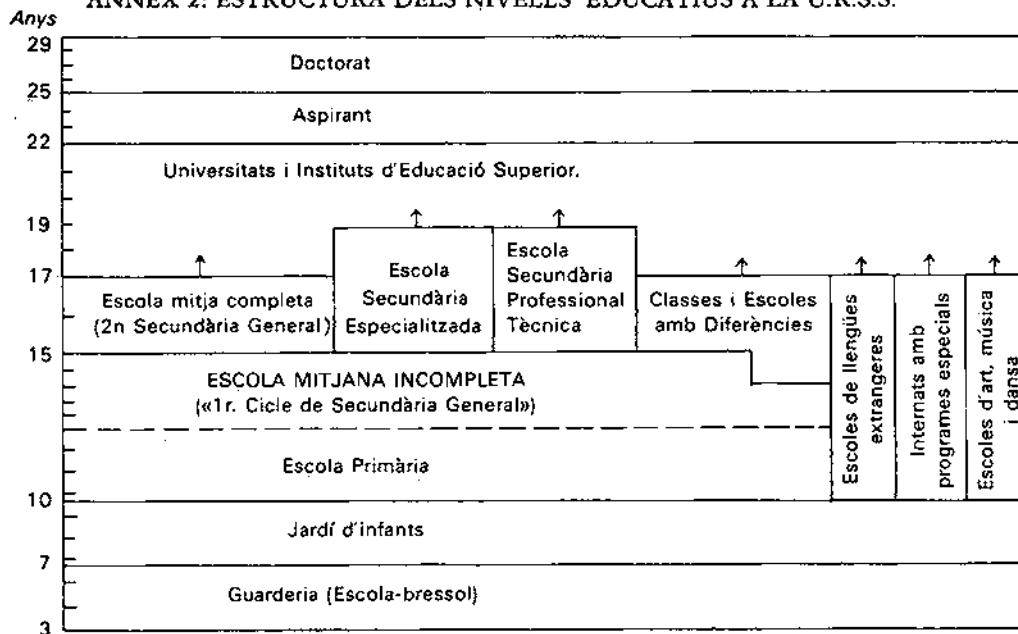 ANNEX 2: ESTRUCTURA DELS NIVELLS EDUCATIUS A LA U.R.S.S.
Anys
29
Doctorat
25
Aspirant
22
Universitats i Instituts d'Educació Superior.
19
17
Escola mitja completa
(2n Secundària General)
Escola
Secundària
Especialitzada
Escola
Secundària
Professional
Tècnica
Classes i Escoles
amb Diferències
Escoles de llengües
extrangeres
Internats amb
programes especials
Escoles d'art, música
i dansa
15
ESCOLA MITJANA INCOMPLETA
(«1r. Cicle de Secundària General»)
Escola Primària
10
Jardí d'infants
7
Guarderia (Escola-bressol)
3